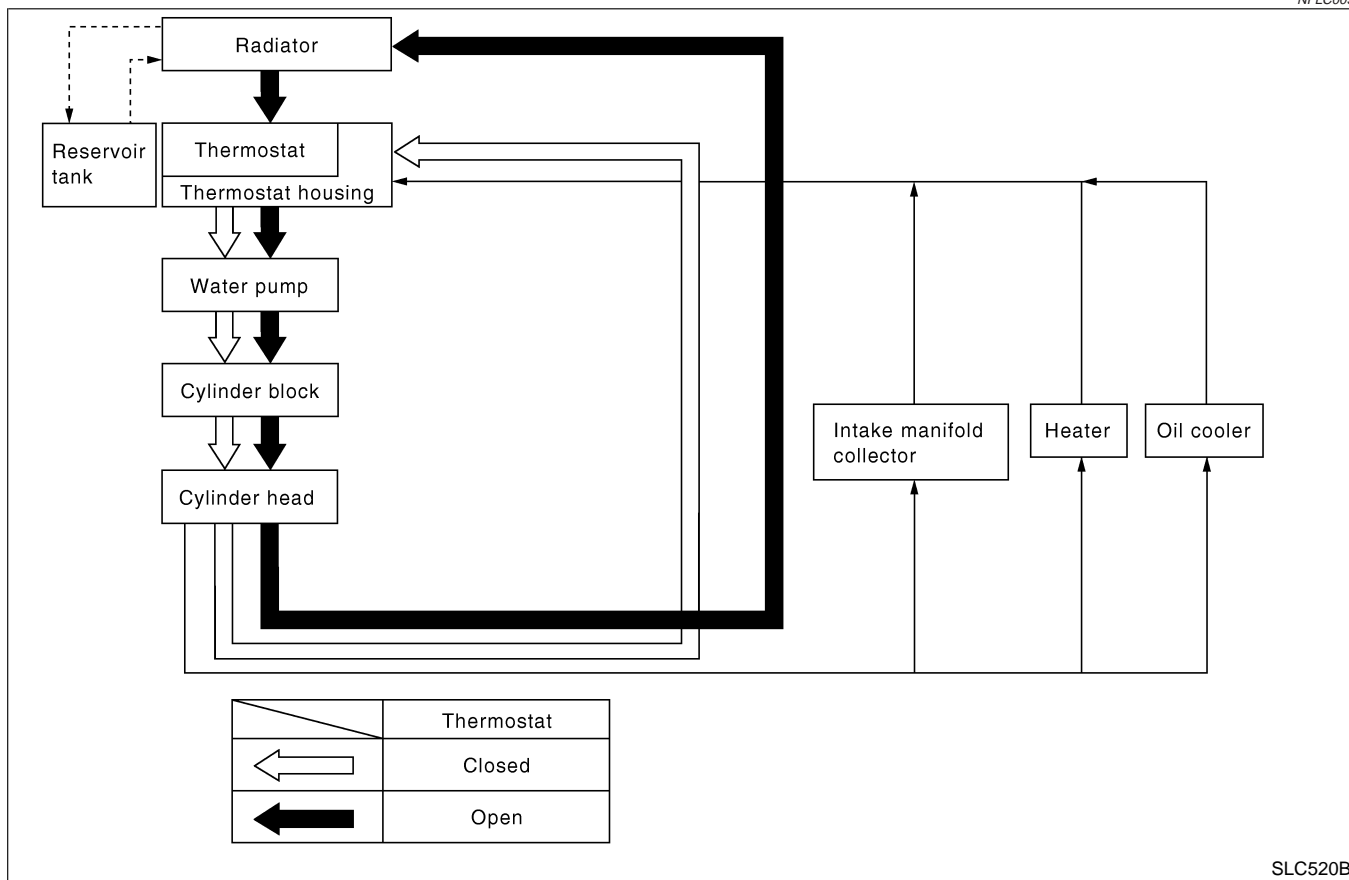 Radiator
Reservoir
tank
Thermostat
Thermostat housing
Water pump
Cylinder block
Cylinder head
Intake manifold
collector
Heater
Oil cooler
Thermostat
Closed
Open
SLC520B